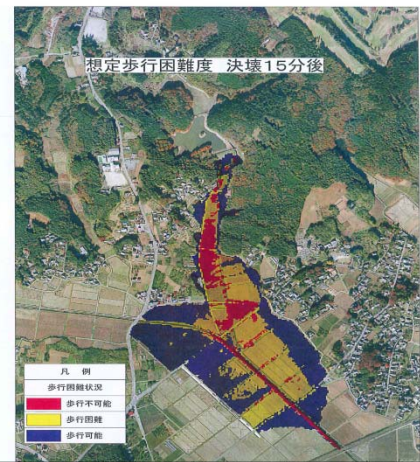 想定歩行困難度 決壊15分後
凡 例
歩行困難状況
歩行不可能
歩行困難
歩行可能